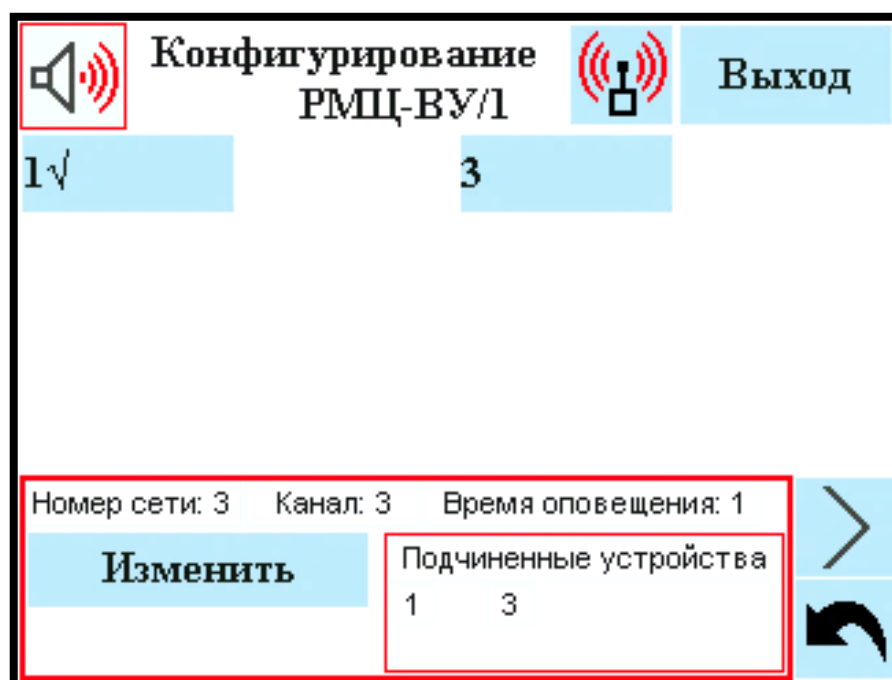 Конфигурирование
РМЦ-ВУ/1
Выход
1√
3
Номер сети: 3 Канал: 3 Время оповещения: 1
Изменить
Подчиненные устройства
1 3